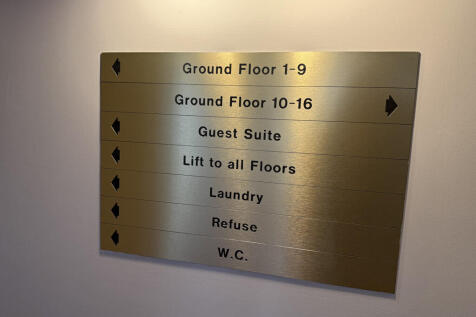 Ground Floor 1-9
Ground Floor 10-16
Guest Suite
Lift to all Floors
Laundry
Refuse
W.C.